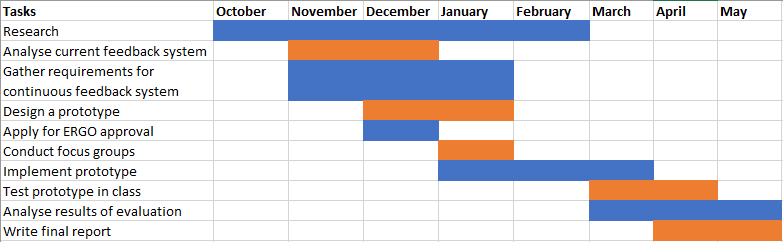 Tasks October November December January February March April May
Research
Analyse current feedback system
Gather requirements for
continuous feedback system
Design a prototype
Apply for ERGO approval
Conduct focus groups
Implement prototype
Test prototype in class
Analyse results of evaluation
Write final report